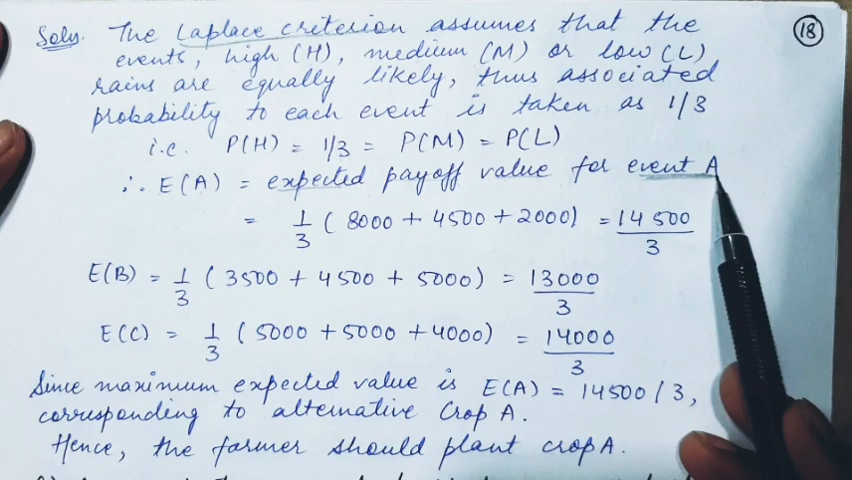 18
Soln. The Laplace criterion assumes that the
events, high (H), medium (M) or low (L)
rains are equally likely, thus associated
probability to each event is taken as 1/3
i.e. P(H) = 1/3 = P(M) = P(L)
∴ E(A) = expected payoff value for event A
= 1/3 (8000 + 4500 + 2000) = 14500/3
E(B) = 1/3 (3500 + 4500 + 5000) = 13000/3
E(C) = 1/3 (5000 + 5000 + 4000) = 14000/3
Since maximum expected value is E(A) = 14500/3,
corresponding to alternative Crop A.
Hence, the farmer should plant crop A.